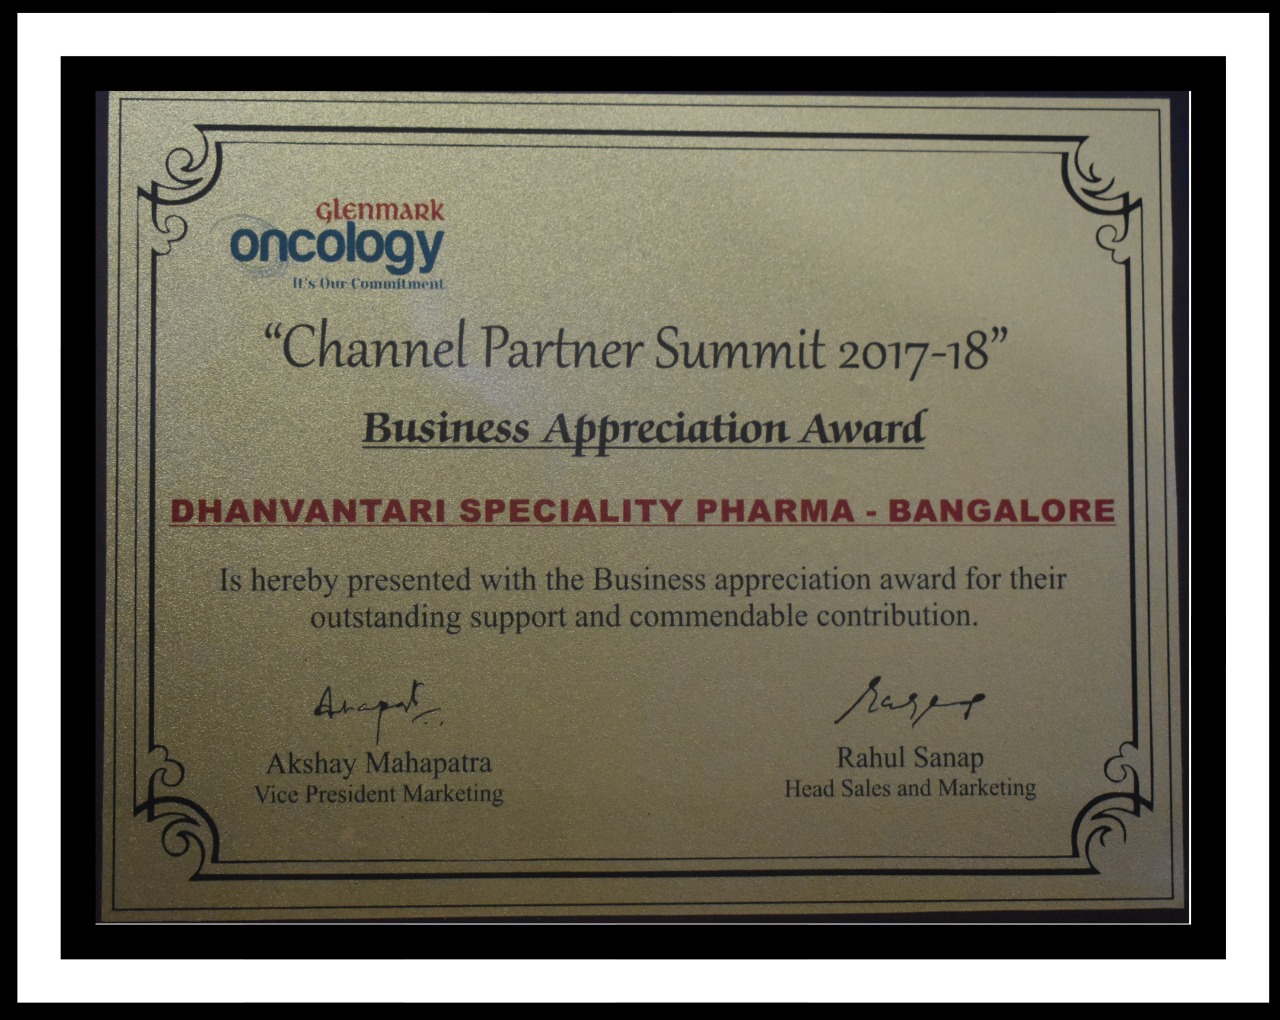 GLENMARK
oncology
It's Our Commitment
“Channel Partner Summit 2017-18”
Business Appreciation Award
DHANVANTARI SPECIALITY PHARMA - BANGALORE
Is hereby presented with the Business appreciation award for their
outstanding support and commendable contribution.
Akshay Mahapatra
Vice President Marketing
Rahul Sanap
Head Sales and Marketing